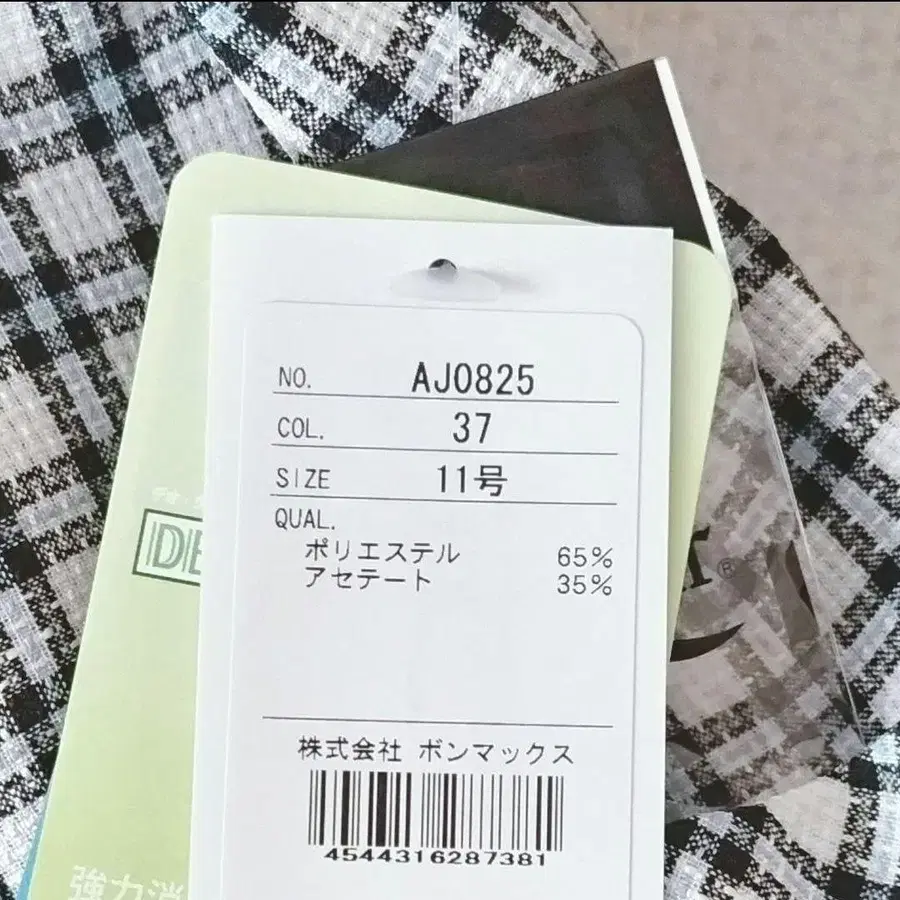 NO. AJ0825
COL. 37
SIZE 11号
QUAL.
ポリエステル 65%
アセテート 35%
株式会社 ボンマックス
4544316287381
DE
強力消